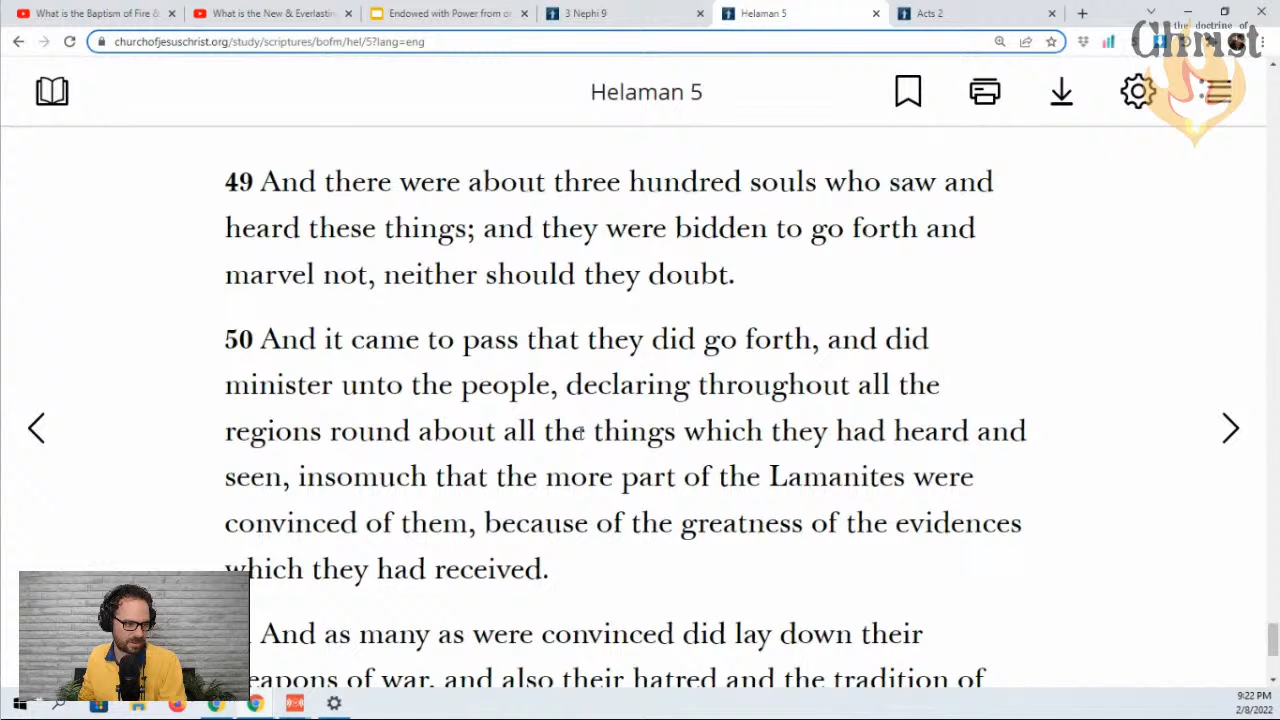 What is the Baptism of Fire &
What is the New & Everlastin
Endowed with Power from o
3 Nephi 9
Helaman 5
Acts 2
churchofjesuschrist.org/study/scriptures/bofm/hel/5?lang=eng
the doctrine of
Christ
Helaman 5
49 And there were about three hundred souls who saw and
heard these things; and they were bidden to go forth and
marvel not, neither should they doubt.
50 And it came to pass that they did go forth, and did
minister unto the people, declaring throughout all the
regions round about all the things which they had heard and
seen, insomuch that the more part of the Lamanites were
convinced of them, because of the greatness of the evidences
which they had received.
And as many as were convinced did lay down their
weapons of war, and also their hatred and the tradition of
9:22 PM
2/8/2022